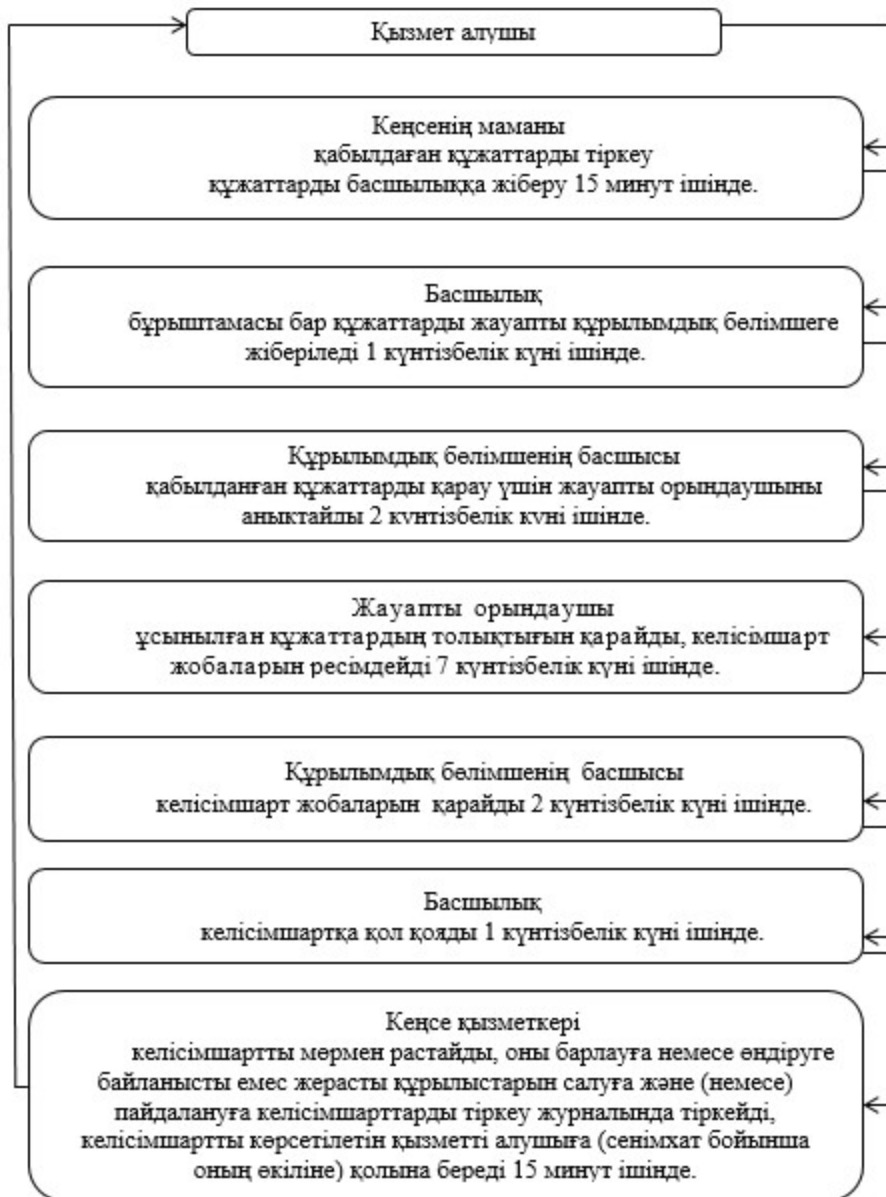 Қызмет алушы
Кеңсенің маманы
қабылдаған құжаттарды тіркеу
құжаттарды басшылыққа жіберу 15 минут ішінде.
Басшылық
бұрыштамасы бар құжаттарды жауапты құрылымдық бөлімшеге
жіберіледі 1 күнтізбелік күні ішінде.
Құрылымдық бөлімшенің басшысы
қабылданған құжаттарды қарау үшін жауапты орындаушыны
анықтайды 2 күнтізбелік күні ішінде.
Жауапты орындаушы
ұсынылған құжаттардың толықтығын қарайды, келісімшарт
жобаларын ресімдейді 7 күнтізбелік күні ішінде.
Құрылымдық бөлімшенің басшысы
келісімшарт жобаларын қарайды 2 күнтізбелік күні ішінде.
Басшылық
келісімшартқа қол қояды 1 күнтізбелік күні ішінде.
Кеңсе қызметкері
келісімшартты мөрмен растайды, оны барлауға немесе өндіруге
байланысты емес жерасты құрылыстарын салуға және (немесе)
пайдалануға келісімшарттарды тіркеу журналында тіркейді,
келісімшартты көрсетілетін қызметті алушыға (сенімхат бойынша
оның өкіліне) қолына береді 15 минут ішінде.